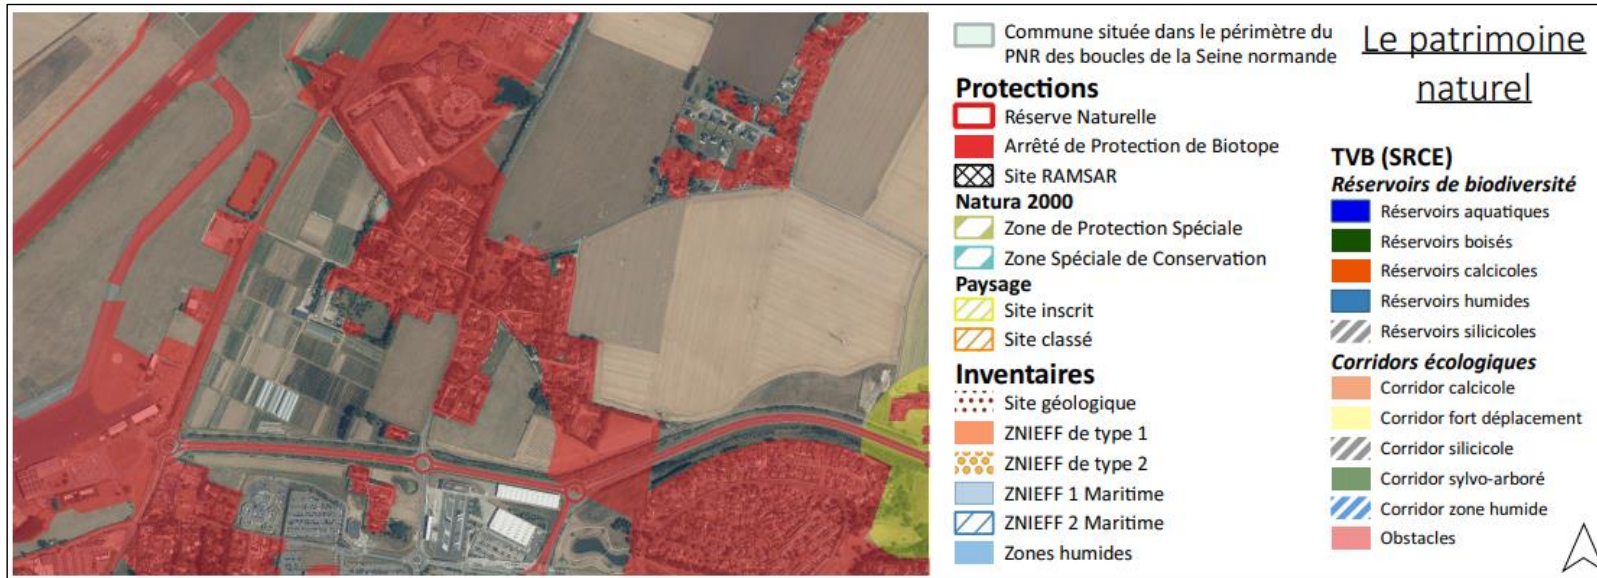 Le patrimoine
naturel
Commune située dans le périmètre du
PNR des boucles de la Seine normande
Protections
Réserve Naturelle
Arrêté de Protection de Biotope
Site RAMSAR
Natura 2000
Zone de Protection Spéciale
Zone Spéciale de Conservation
Paysage
Site inscrit
Site classé
Inventaires
Site géologique
ZNIEFF de type 1
ZNIEFF de type 2
ZNIEFF 1 Maritime
ZNIEFF 2 Maritime
Zones humides
TVB (SRCE)
Réservoirs de biodiversité
Réservoirs aquatiques
Réservoirs boisés
Réservoirs calcicoles
Réservoirs humides
Réservoirs silicicoles
Corridors écologiques
Corridor calcicole
Corridor fort déplacement
Corridor silicicole
Corridor sylvo-arboré
Corridor zone humide
Obstacles